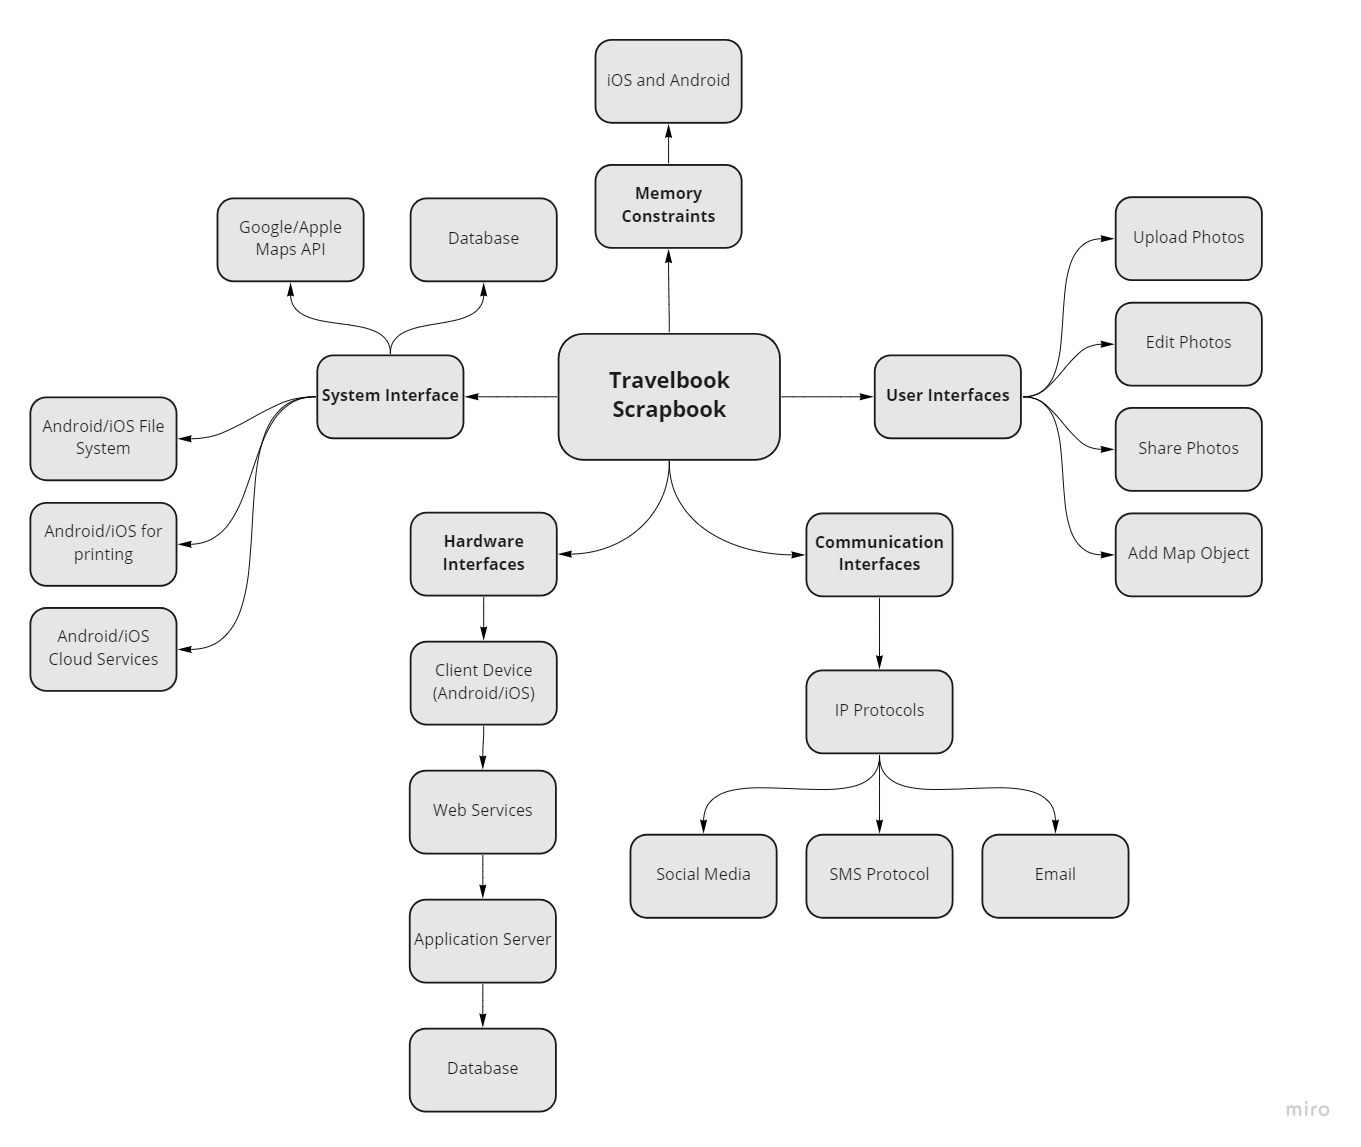 iOS and Android
Memory
Constraints
Google/Apple
Maps API
Database
Upload Photos
Edit Photos
Travelbook
Scrapbook
System Interface
User Interfaces
Android/iOS File
System
Share Photos
Android/iOS for
printing
Hardware
Interfaces
Communication
Interfaces
Add Map Object
Android/iOS
Cloud Services
Client Device
(Android/iOS)
IP Protocols
Web Services
Social Media
SMS Protocol
Email
Application Server
Database
miro